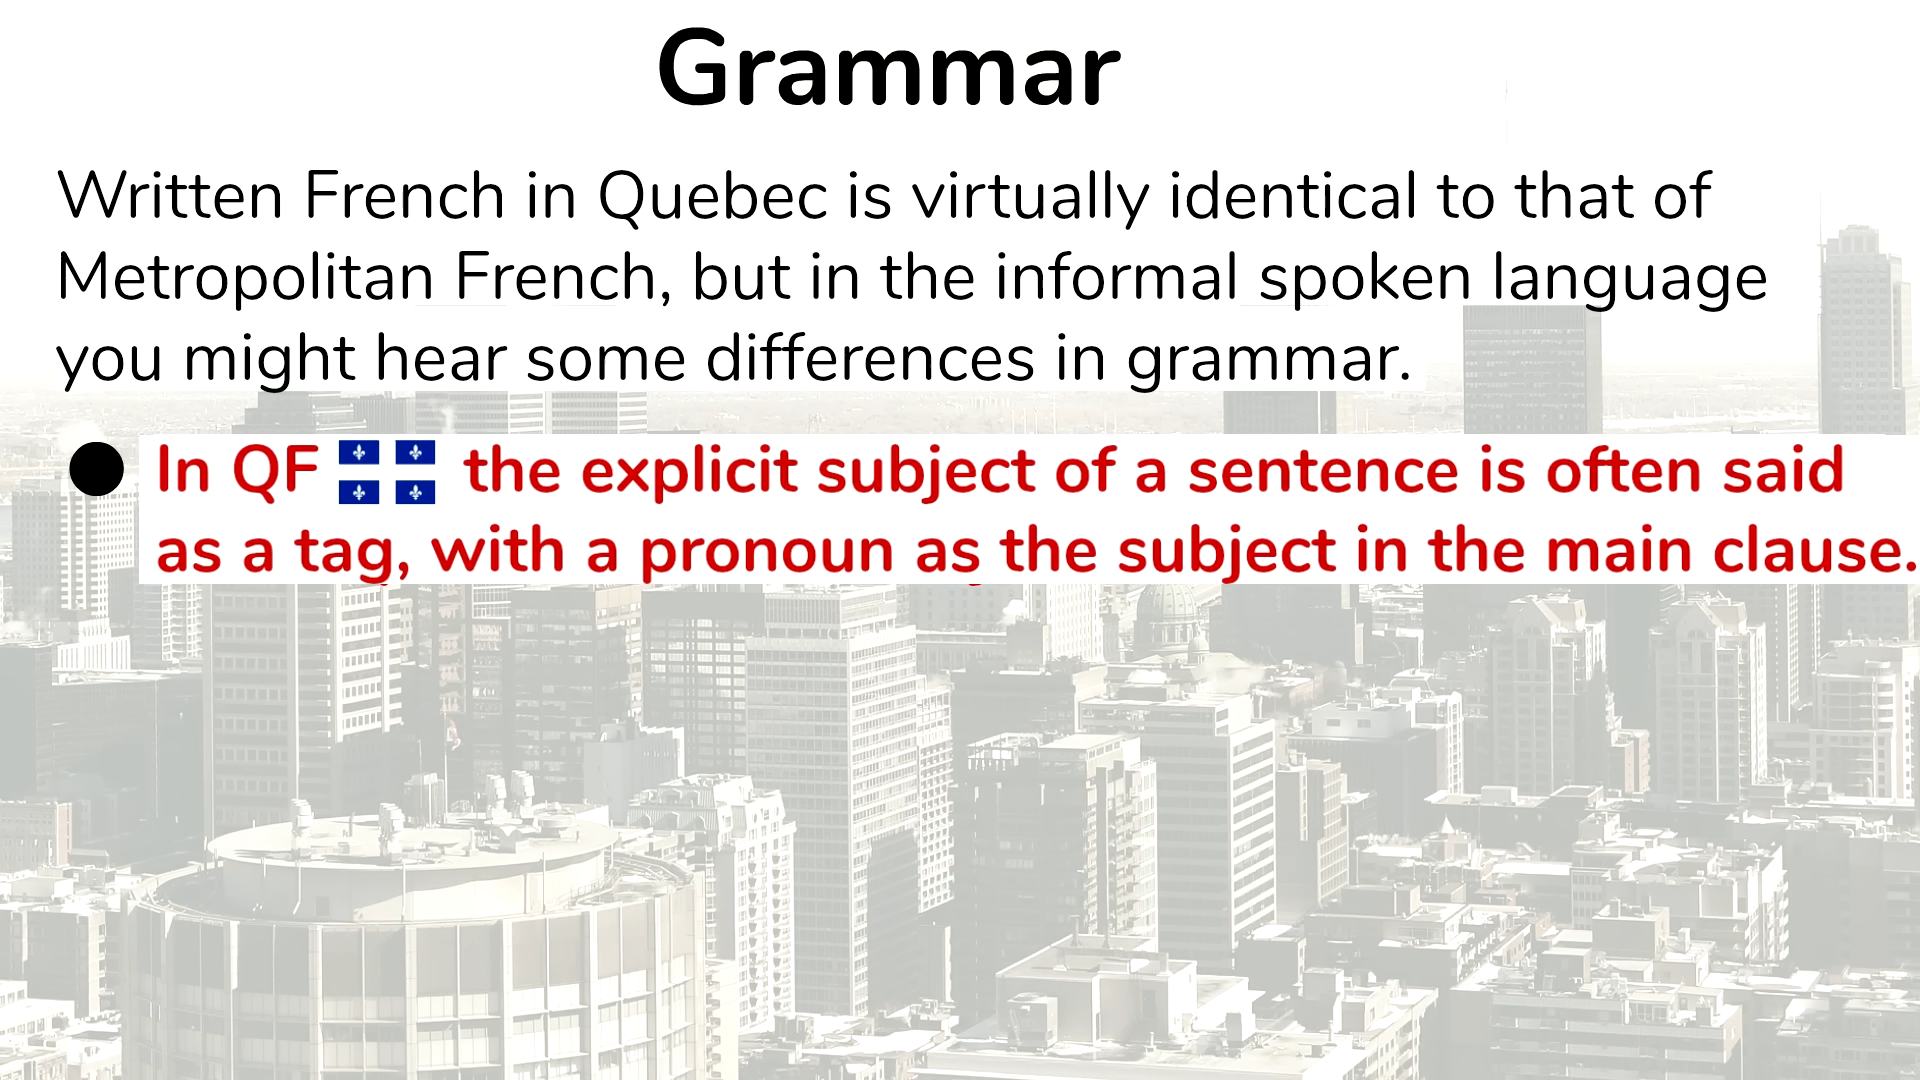 Grammar
Written French in Quebec is virtually identical to that of
Metropolitan French, but in the informal spoken language
you might hear some differences in grammar.
● In QF the explicit subject of a sentence is often said
as a tag, with a pronoun as the subject in the main clause.